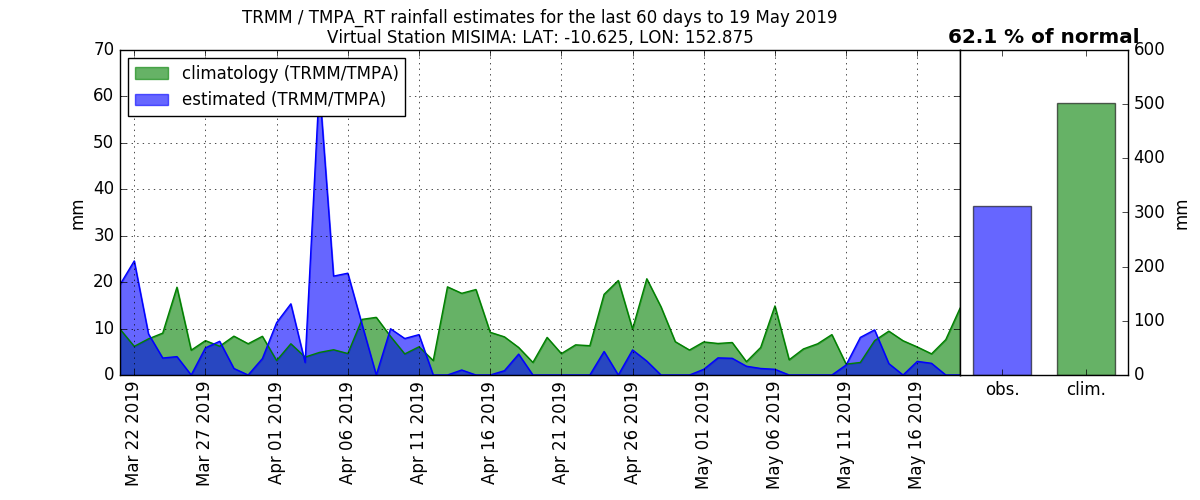 TRMM / TMPA_RT rainfall estimates for the last 60 days to 19 May 2019
Virtual Station MISIMA: LAT: -10.625, LON: 152.875
62.1 % of normal
climatology (TRMM/TMPA)
estimated (TRMM/TMPA)
70
60
50
40
30
20
10
0
mm
Mar 22 2019
Mar 27 2019
Apr 01 2019
Apr 06 2019
Apr 11 2019
Apr 16 2019
Apr 21 2019
Apr 26 2019
May 01 2019
May 06 2019
May 11 2019
May 16 2019
obs.
clim.
600
500
400
300
200
100
0
mm